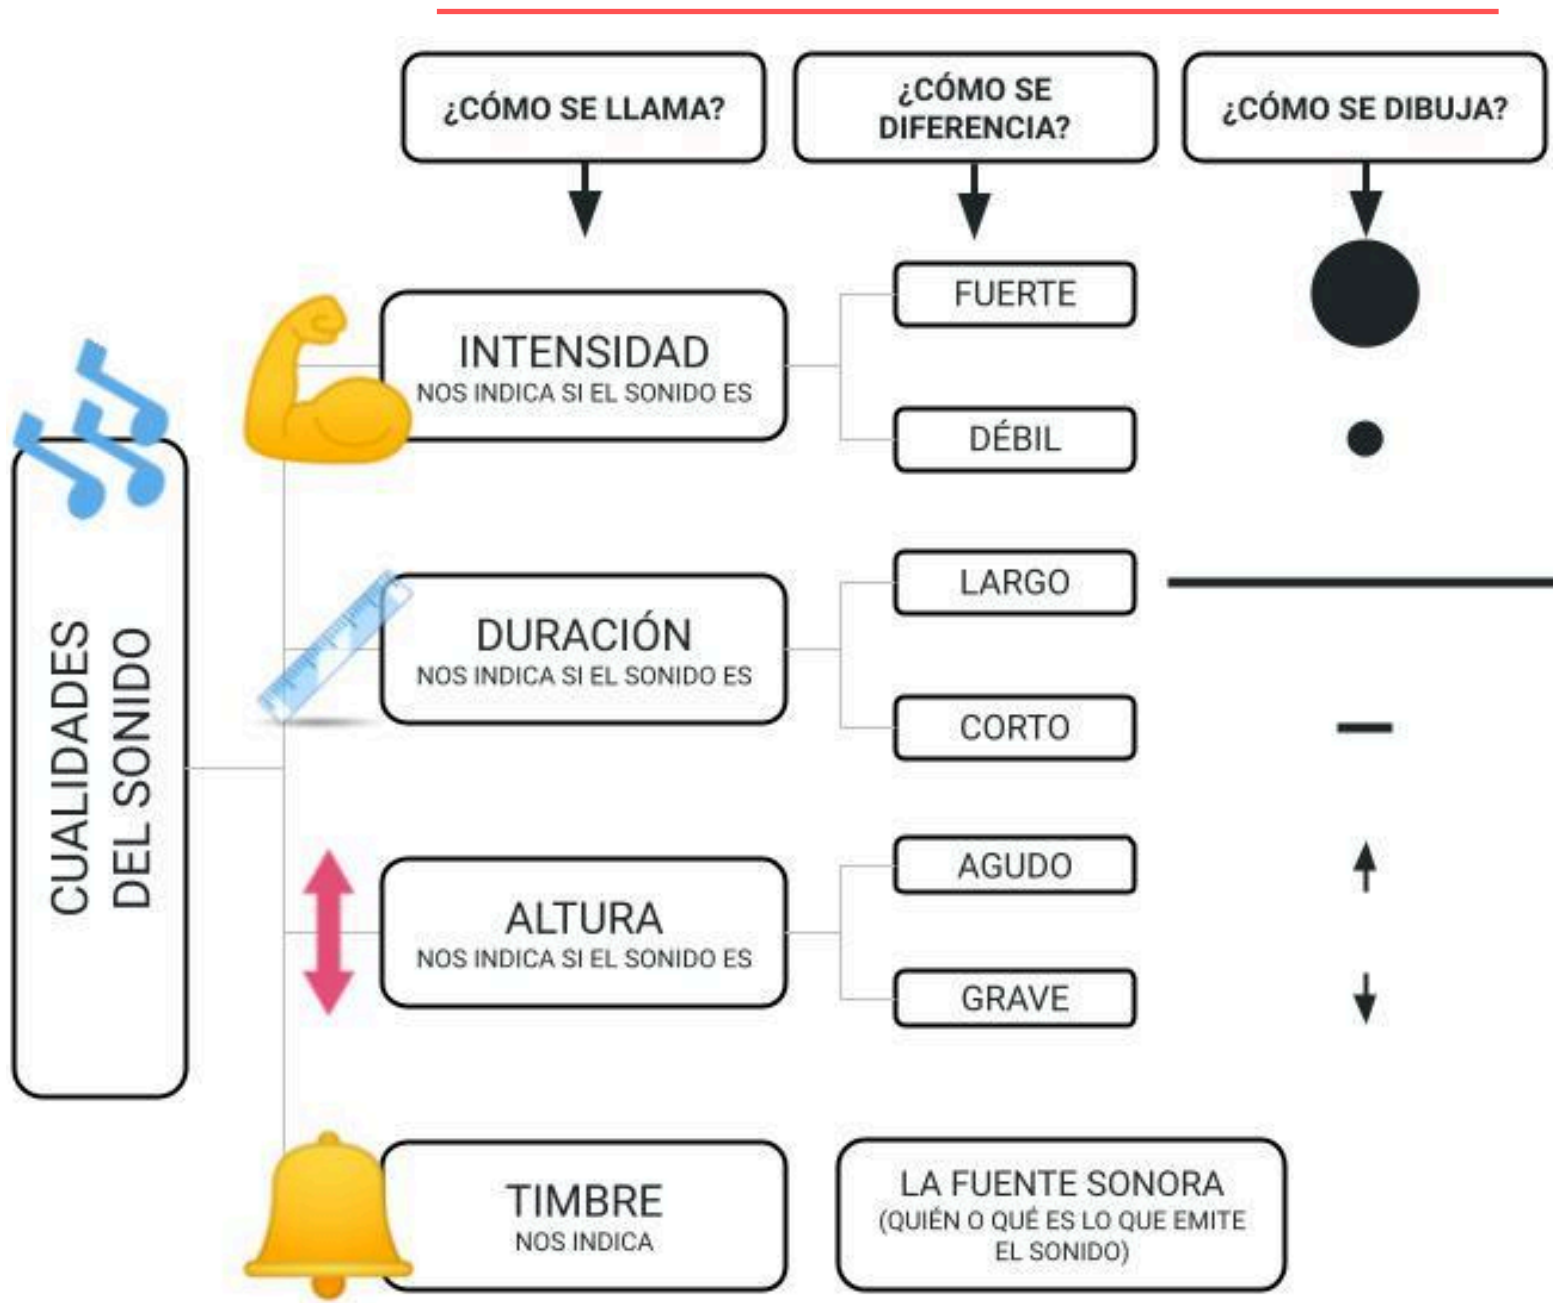 ¿CÓMO SE LLAMA?
¿CÓMO SE
DIFERENCIA?
¿CÓMO SE DIBUJA?
CUALIDADES
DEL SONIDO
INTENSIDAD
NOS INDICA SI EL SONIDO ES
FUERTE
DÉBIL
DURACIÓN
NOS INDICA SI EL SONIDO ES
LARGO
CORTO
ALTURA
NOS INDICA SI EL SONIDO ES
AGUDO
GRAVE
TIMBRE
NOS INDICA
LA FUENTE SONORA
(QUIÉN O QUÉ ES LO QUE EMITE
EL SONIDO)